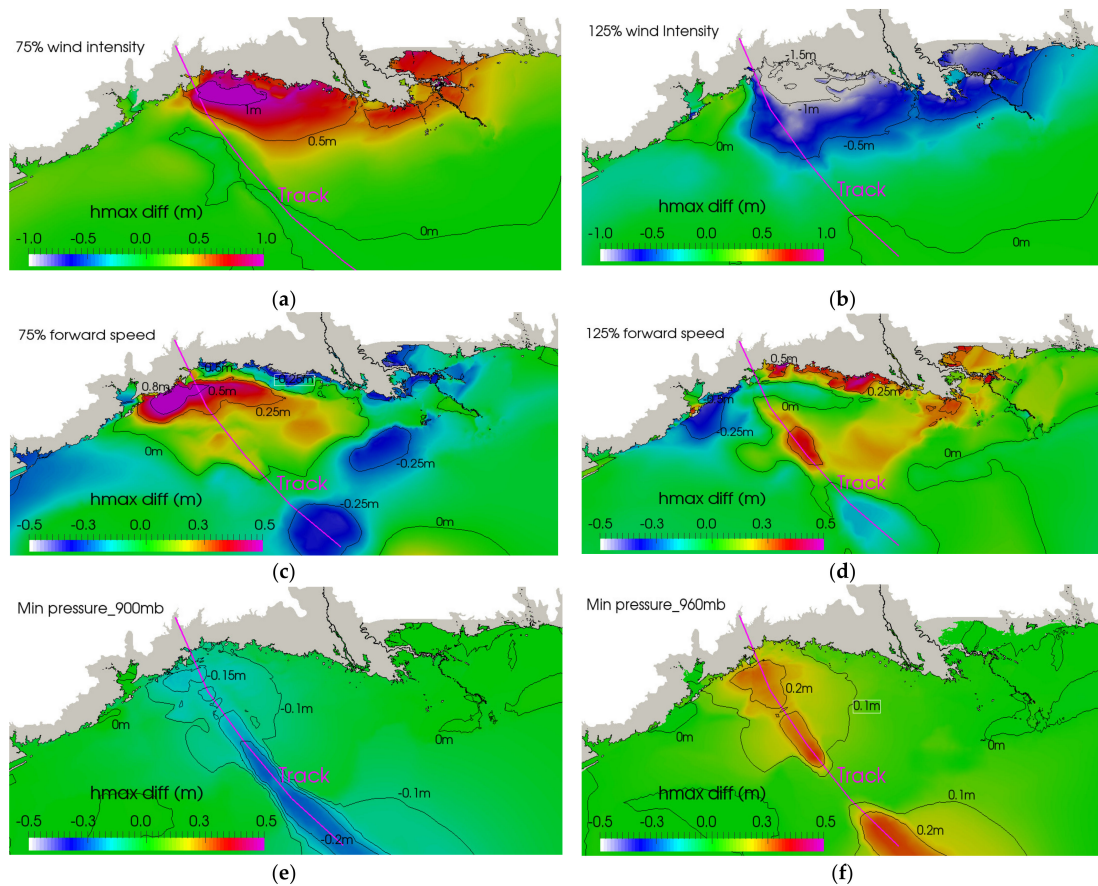 75% wind intensity
1m
0.5m
Track
hmax diff (m)
0m
-1.0 -0.5 0.0 0.5 1.0
(a)
125% wind Intensity
-1.5m
-1m
-0.5m
0m
Track
hmax diff (m)
0m
-1.0 -0.5 0.0 0.5 1.0
(b)
75% forward speed
-0.5m
-0.25m
0.8m
0.5m
0.25m
0m
-0.25m
Track
hmax diff (m)
-0.25m
0m
-0.5 -0.3 0.0 0.3 0.5
(c)
125% forward speed
0.5m
0.25m
0m
-0.25m
0m
Track
hmax diff (m)
-0.5 -0.3 0.0 0.3 0.5
(d)
Min pressure_900mb
-0.15m
-0.1m
0m
0m
Track
hmax diff (m)
-0.1m
-0.5 -0.3 0.0 0.3 0.5
-0.2m
(e)
Min pressure_960mb
0.2m
0.1m
0m
0m
Track
hmax diff (m)
0.1m
-0.5 -0.3 0.0 0.3 0.5
0.2m
(f)